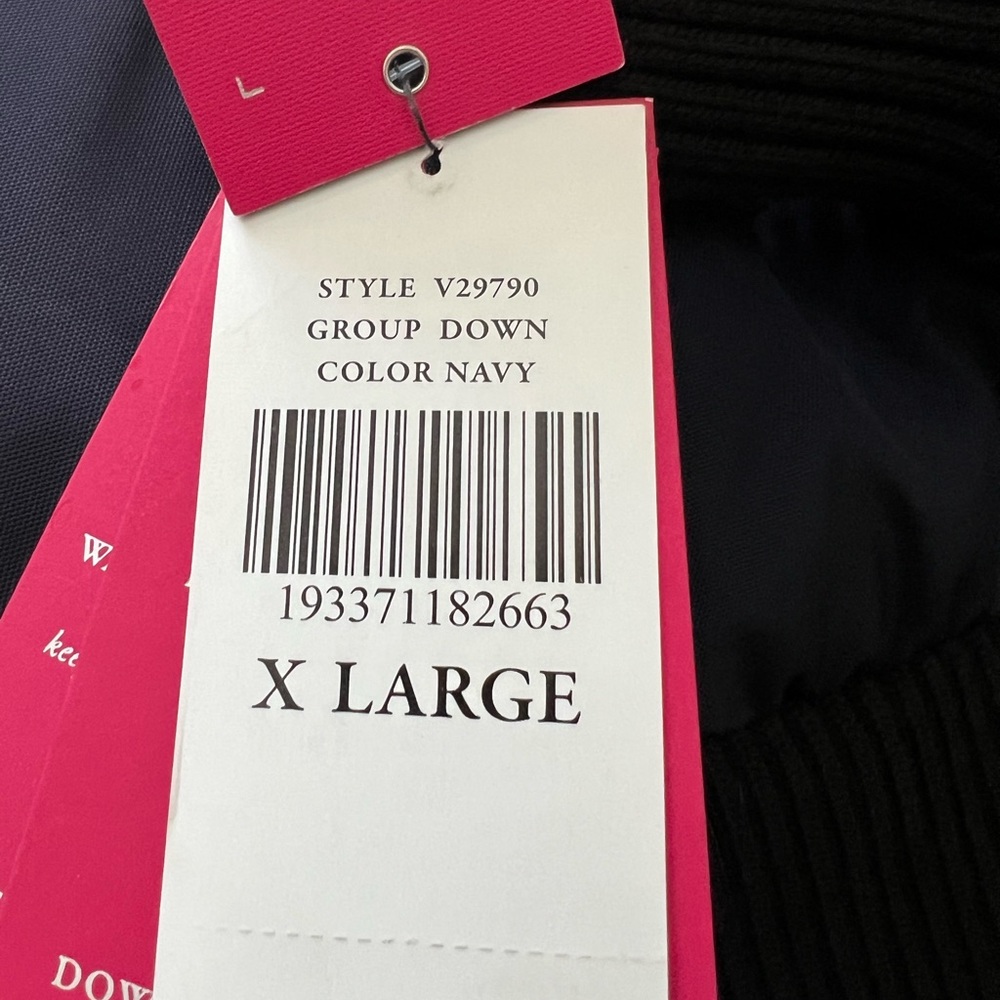 L
STYLE V29790
GROUP DOWN
COLOR NAVY
193371182663
X LARGE